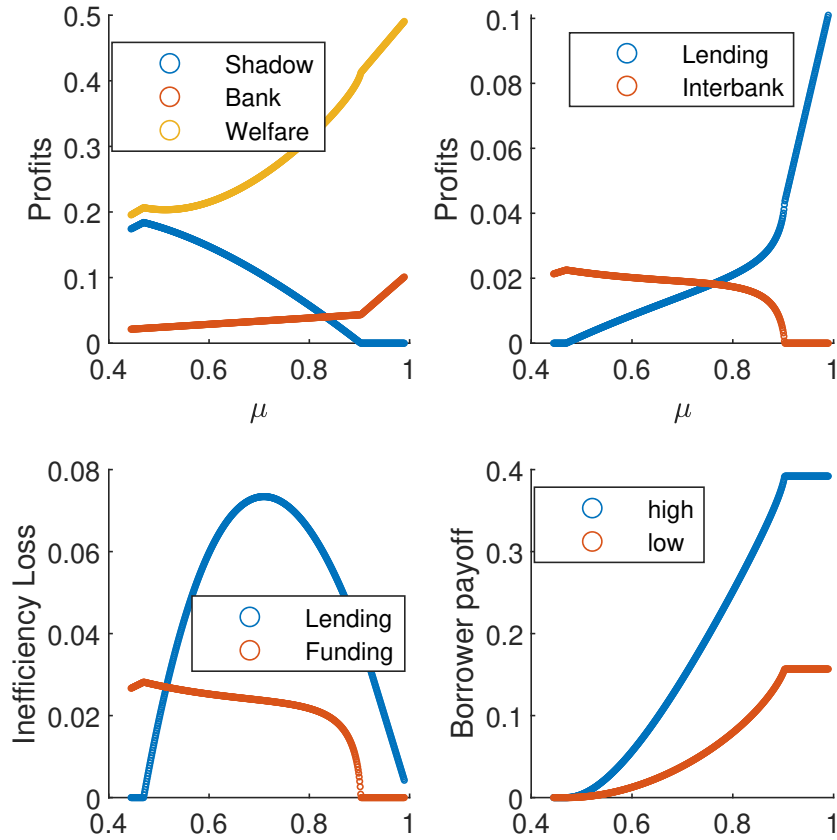 0.5
0.4
0.3
0.2
0.1
0
Profits
Shadow
Bank
Welfare
0.4 0.6 0.8 1
μ
0.1
0.08
0.06
0.04
0.02
0
Profits
Lending
Interbank
0.4 0.6 0.8 1
μ
0.08
0.06
0.04
0.02
0
Inefficiency Loss
Lending
Funding
0.4 0.6 0.8 1
0.4
0.3
0.2
0.1
0
Borrower payoff
high
low
0.4 0.6 0.8 1